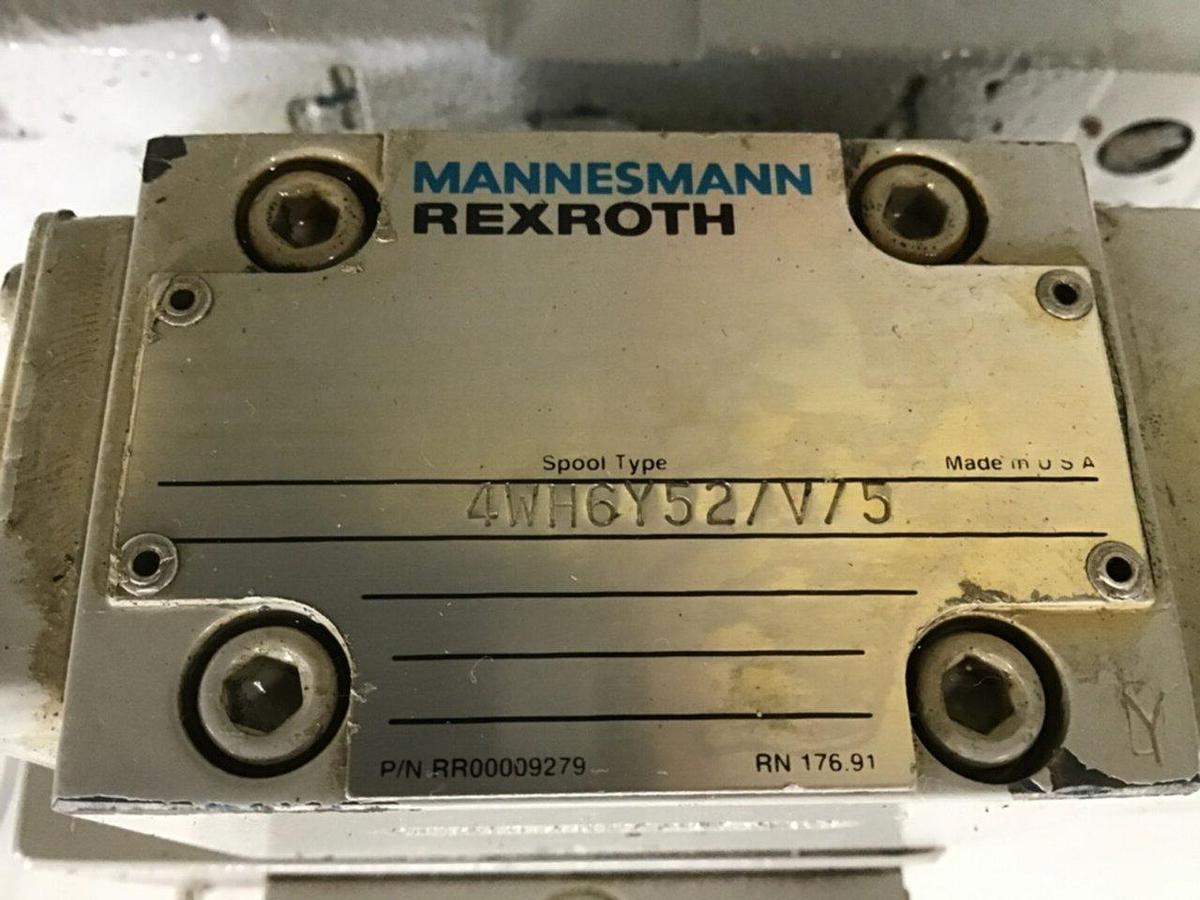 MANNESMANN
REXROTH
Spool Type Made in U S A
4WH6Y52/V/5
P/N RR00009279 RN 176.91
Y